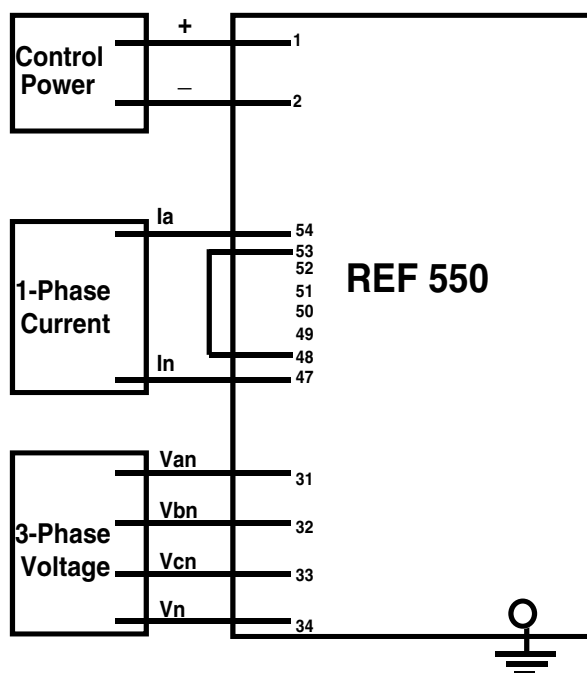 Control
Power
+
–
1
2
1-Phase
Current
Ia
In
54
53
52
51
50
49
48
47
REF 550
3-Phase
Voltage
Van
Vbn
Vcn
Vn
31
32
33
34